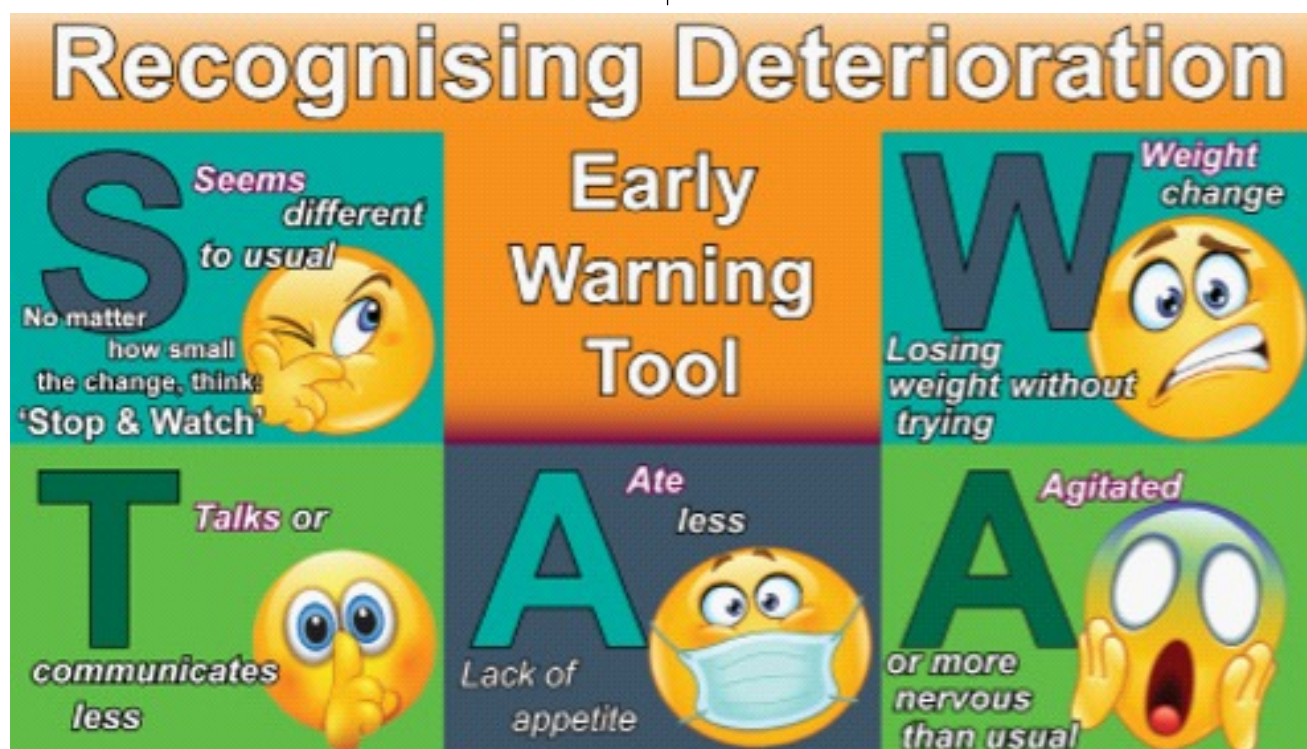 Recognising Deterioration
S
Seems
different
to usual
No matter
how small
the change, think:
‘Stop & Watch’
Early
Warning
Tool
W
Weight
change
Losing
weight without
trying
T
Talks or
communicates
less
A
Ate
less
Lack of
appetite
A
Agitated
or more
nervous
than usual